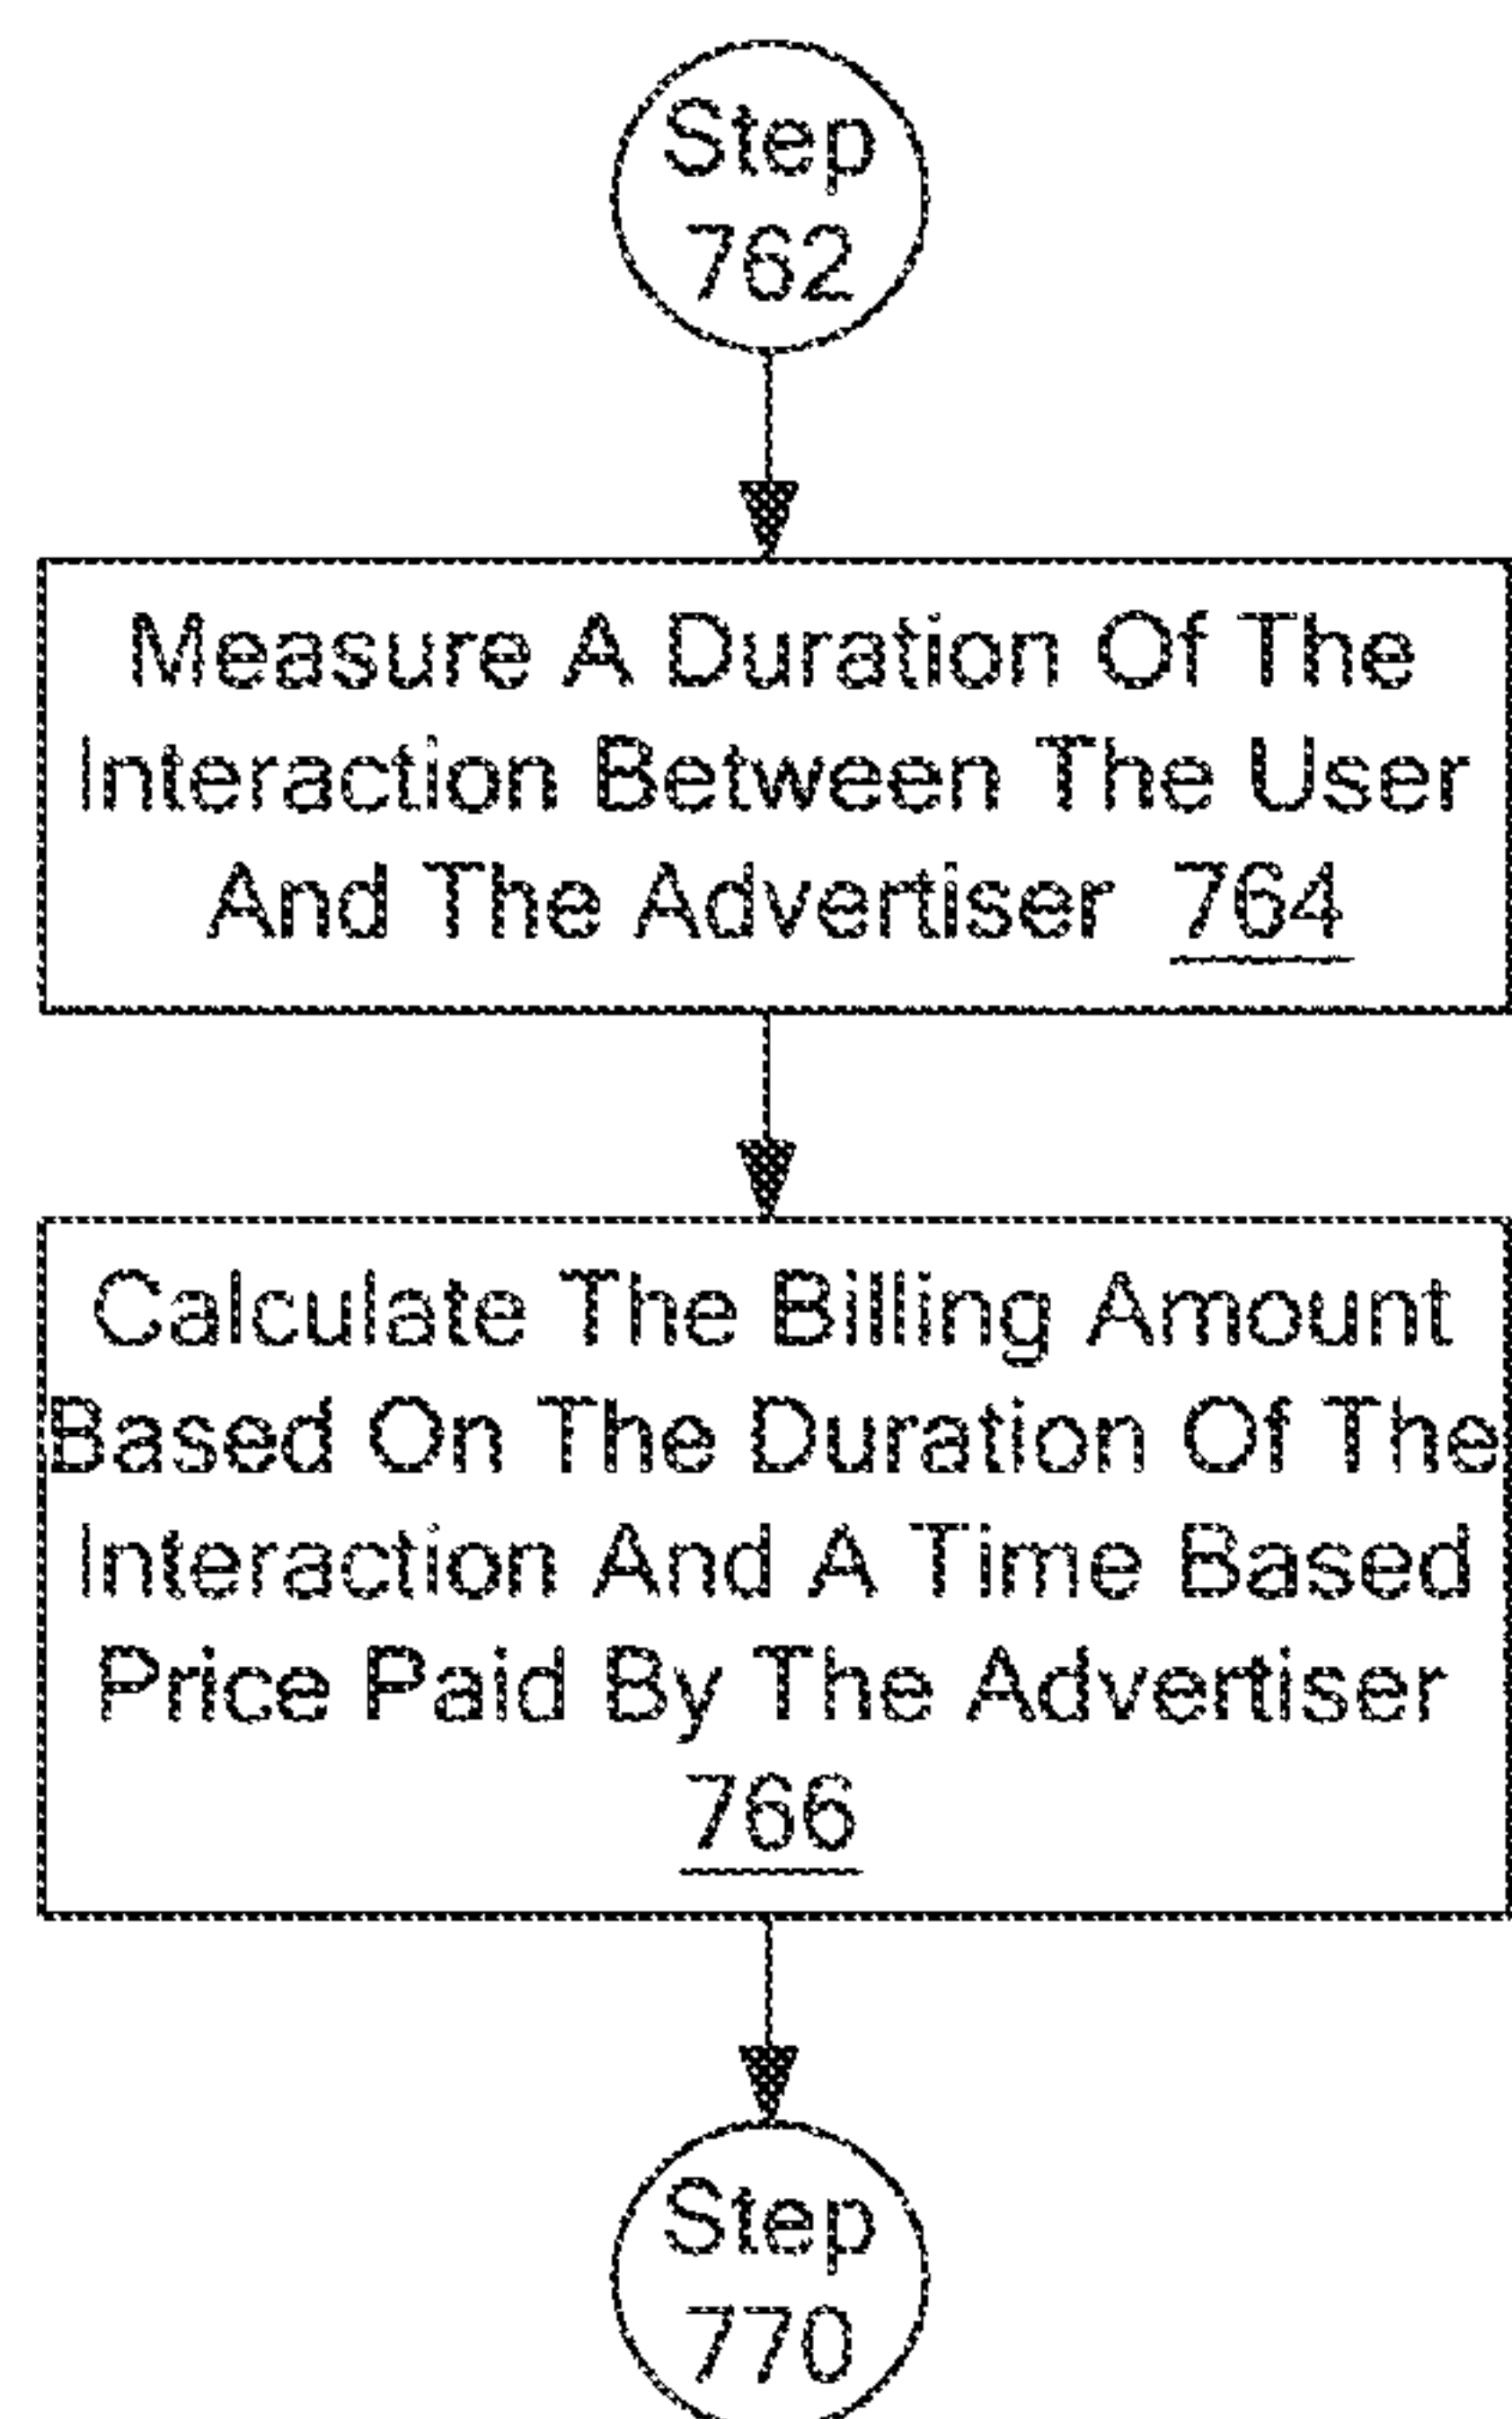 Step
762
Measure A Duration Of The
Interaction Between The User
And The Advertiser 764
Calculate The Billing Amount
Based On The Duration Of The
Interaction And A Time Based
Price Paid By The Advertiser
766
Step
770